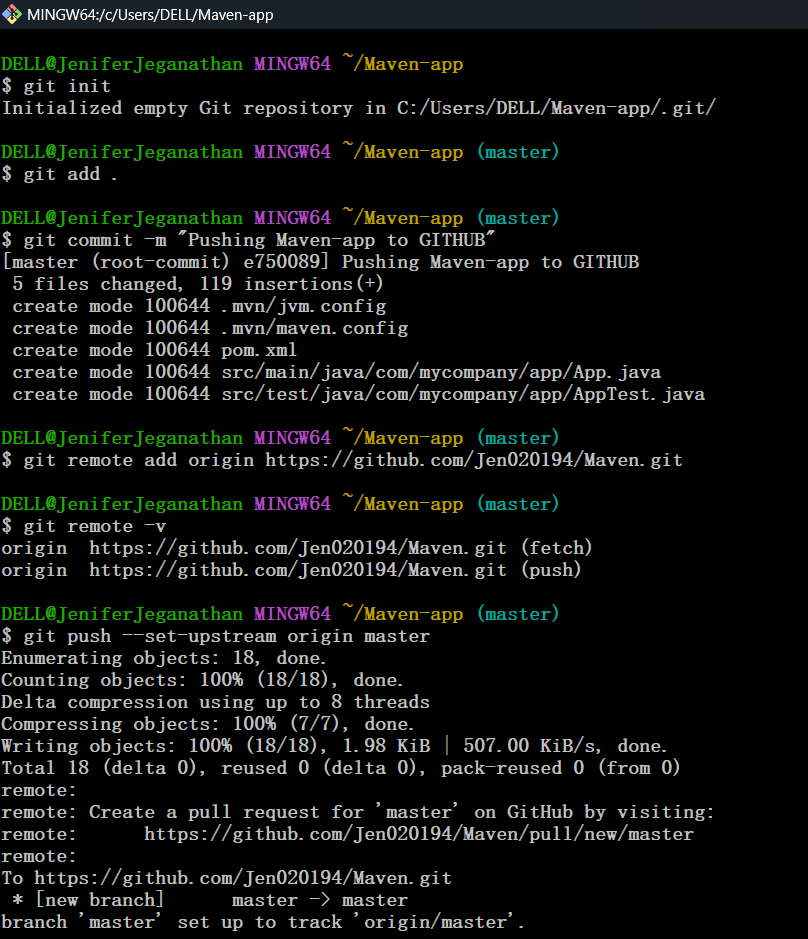 MINGW64:/c/Users/DELL/Maven-app
DELL@JeniferJeganathan MINGW64 ~/Maven-app
$ git init
Initialized empty Git repository in C:/Users/DELL/Maven-app/.git/
DELL@JeniferJeganathan MINGW64 ~/Maven-app (master)
$ git add .
DELL@JeniferJeganathan MINGW64 ~/Maven-app (master)
$ git commit -m "Pushing Maven-app to GITHUB"
[master (root-commit) e750089] Pushing Maven-app to GITHUB
 5 files changed, 119 insertions(+)
 create mode 100644 .mvn/jvm.config
 create mode 100644 .mvn/maven.config
 create mode 100644 pom.xml
 create mode 100644 src/main/java/com/mycompany/app/App.java
 create mode 100644 src/test/java/com/mycompany/app/AppTest.java
DELL@JeniferJeganathan MINGW64 ~/Maven-app (master)
$ git remote add origin https://github.com/Jen020194/Maven.git
DELL@JeniferJeganathan MINGW64 ~/Maven-app (master)
$ git remote -v
origin  https://github.com/Jen020194/Maven.git (fetch)
origin  https://github.com/Jen020194/Maven.git (push)
DELL@JeniferJeganathan MINGW64 ~/Maven-app (master)
$ git push --set-upstream origin master
Enumerating objects: 18, done.
Counting objects: 100% (18/18), done.
Delta compression using up to 8 threads
Compressing objects: 100% (7/7), done.
Writing objects: 100% (18/18), 1.98 KiB | 507.00 KiB/s, done.
Total 18 (delta 0), reused 0 (delta 0), pack-reused 0 (from 0)
remote:
remote: Create a pull request for 'master' on GitHub by visiting:
remote:      https://github.com/Jen020194/Maven/pull/new/master
remote:
To https://github.com/Jen020194/Maven.git
 * [new branch]      master -> master
branch 'master' set up to track 'origin/master'.